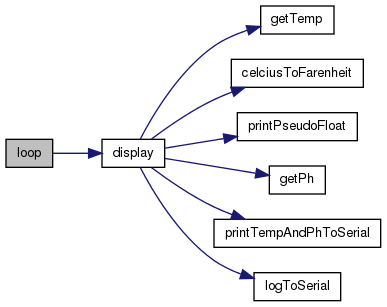 getTemp
celciusToFarenheit
printPseudoFloat
loop
display
getPh
printTempAndPhToSerial
logToSerial